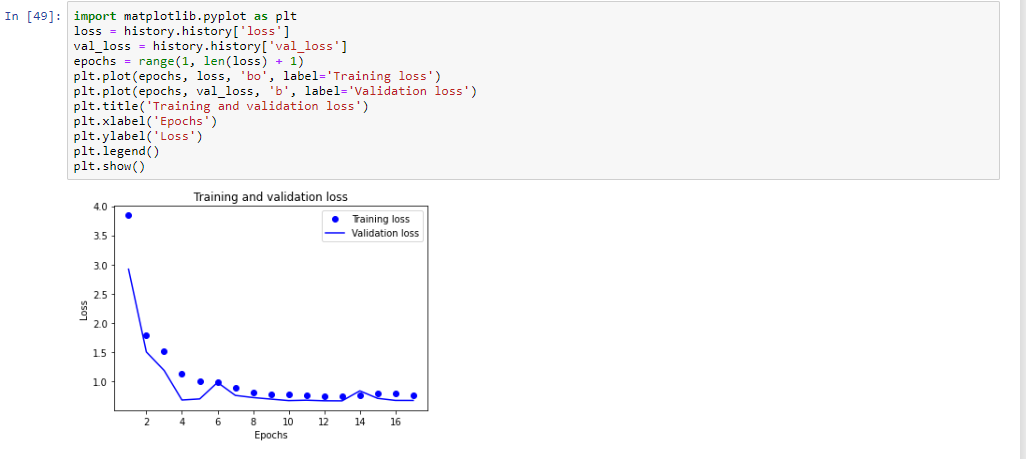 In [49]:
import matplotlib.pyplot as plt
loss = history.history['loss']
val_loss = history.history['val_loss']
epochs = range(1, len(loss) + 1)
plt.plot(epochs, loss, 'bo', label='Training loss')
plt.plot(epochs, val_loss, 'b', label='Validation loss')
plt.title('Training and validation loss')
plt.xlabel('Epochs')
plt.ylabel('Loss')
plt.legend()
plt.show()
Training and validation loss
Training loss
Validation loss
Loss
4.0
3.5
3.0
2.5
2.0
1.5
1.0
2 4 6 8 10 12 14 16
Epochs